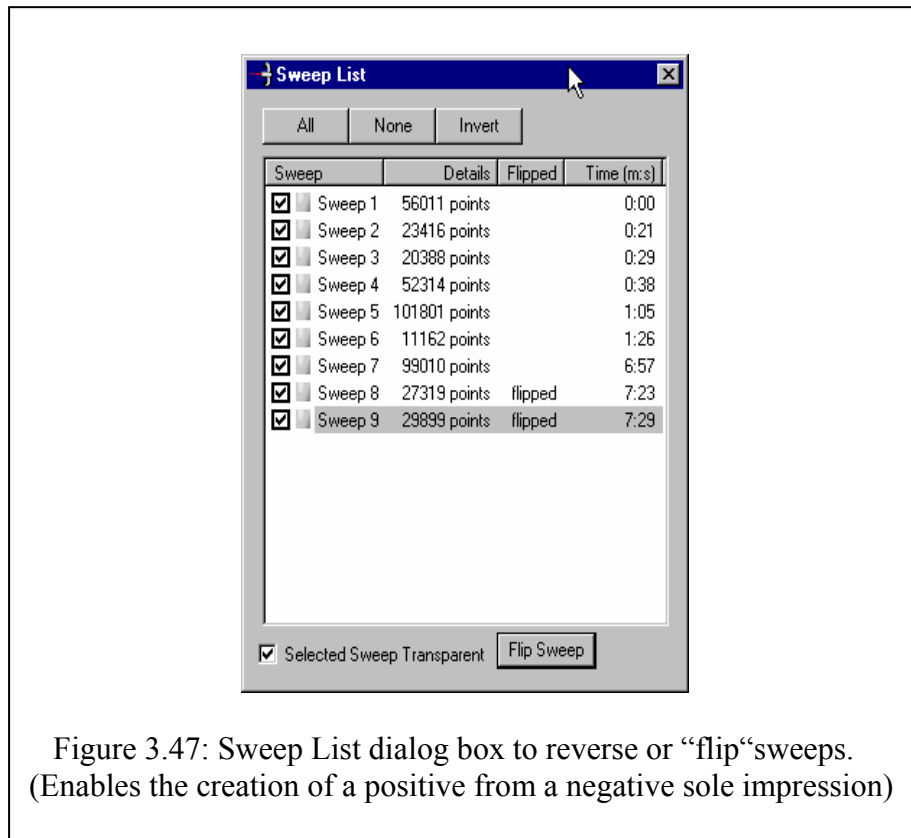 Sweep List
All None Invert
Sweep Details Flipped Time (m:s)
Sweep 1 56011 points 0:00
Sweep 2 23416 points 0:21
Sweep 3 20388 points 0:29
Sweep 4 52314 points 0:38
Sweep 5 101801 points 1:05
Sweep 6 11162 points 1:26
Sweep 7 99010 points 6:57
Sweep 8 27319 points flipped 7:23
Sweep 9 29899 points flipped 7:29
Selected Sweep Transparent Flip Sweep
Figure 3.47: Sweep List dialog box to reverse or “flip“sweeps.
(Enables the creation of a positive from a negative sole impression)